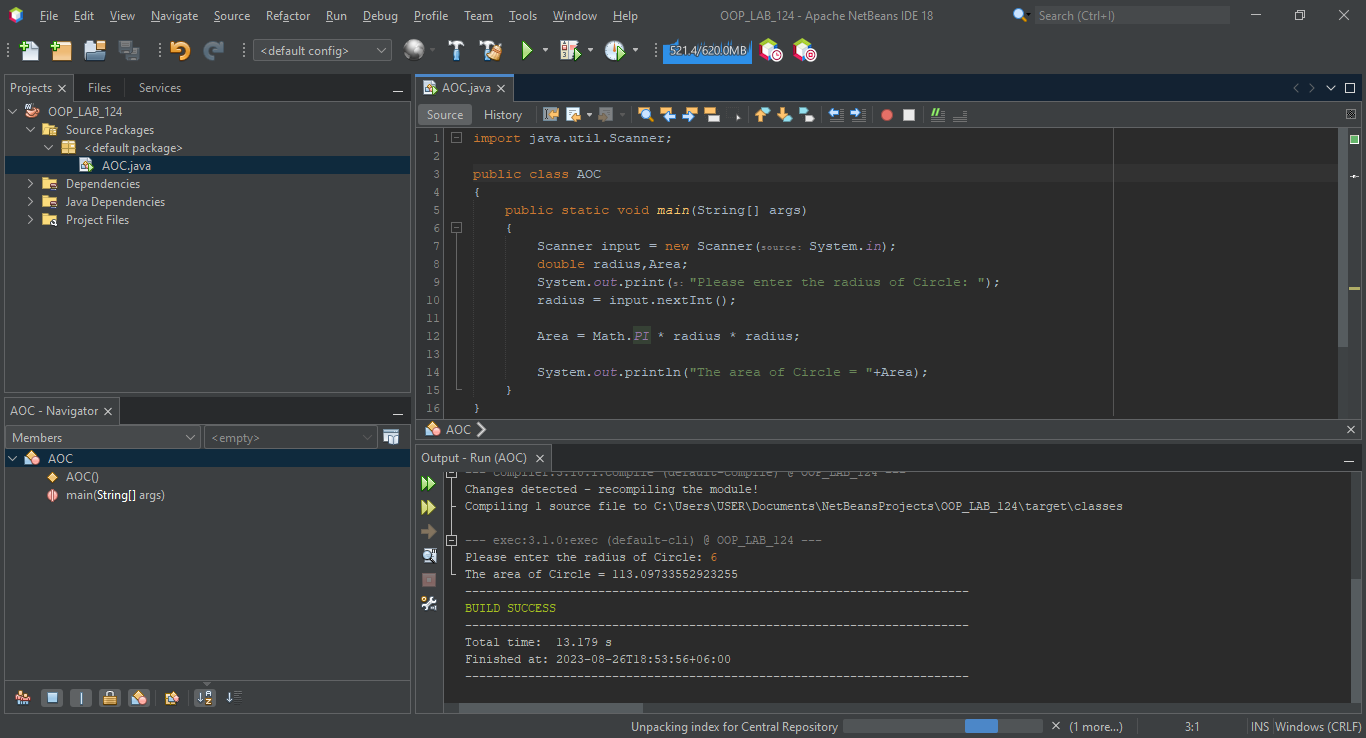 File Edit View Navigate Source Refactor Run Debug Profile Team Tools Window Help OOP_LAB_124 - Apache NetBeans IDE 18 Search (Ctrl+I)
<default config> 521.4/620.0MB
Projects Files Services
OOP_LAB_124
Source Packages
<default package>
AOC.java
Dependencies
Java Dependencies
Project Files
AOC - Navigator
Members <empty>
AOC
AOC()
main(String[] args)
AOC.java
Source History
1 import java.util.Scanner;
2
3 public class AOC
4 {
5 public static void main(String[] args)
6 {
7 Scanner input = new Scanner(source: System.in);
8 double radius,Area;
9 System.out.print(s: "Please enter the radius of Circle: ");
10 radius = input.nextInt();
11
12 Area = Math.PI * radius * radius;
13
14 System.out.println("The area of Circle = "+Area);
15 }
16 }
AOC
Output - Run (AOC)
--- compiler:3.10.1:compile (default-compile) @ OOP_LAB_124 ---
Changes detected - recompiling the module!
Compiling 1 source file to C:\Users\USER\Documents\NetBeansProjects\OOP_LAB_124\target\classes
--- exec:3.1.0:exec (default-cli) @ OOP_LAB_124 ---
Please enter the radius of Circle: 6
The area of Circle = 113.09733552923255
------------------------------------------------------------------------
BUILD SUCCESS
------------------------------------------------------------------------
Total time: 13.179 s
Finished at: 2023-08-26T18:53:56+06:00
------------------------------------------------------------------------
Unpacking index for Central Repository (1 more...) 3:1 INS Windows (CRLF)